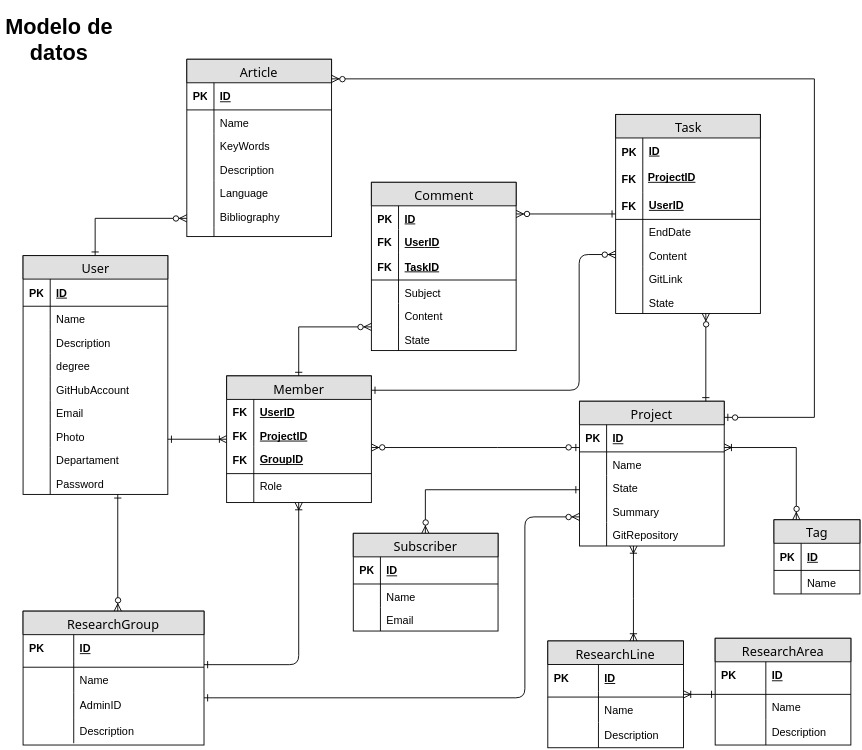 Modelo de
datos
Article
PK ID
Name
KeyWords
Description
Language
Bibliography
Task
PK ID
FK ProjectID
FK UserID
EndDate
Content
GitLink
State
Comment
PK ID
FK UserID
FK TaskID
Subject
Content
State
User
PK ID
Name
Description
degree
GitHubAccount
Email
Photo
Departament
Password
Member
FK UserID
FK ProjectID
FK GroupID
Role
Project
PK ID
Name
State
Summary
GitRepository
Subscriber
PK ID
Name
Email
Tag
PK ID
Name
ResearchGroup
PK ID
Name
AdminID
Description
ResearchLine
PK ID
Name
Description
ResearchArea
PK ID
Name
Description